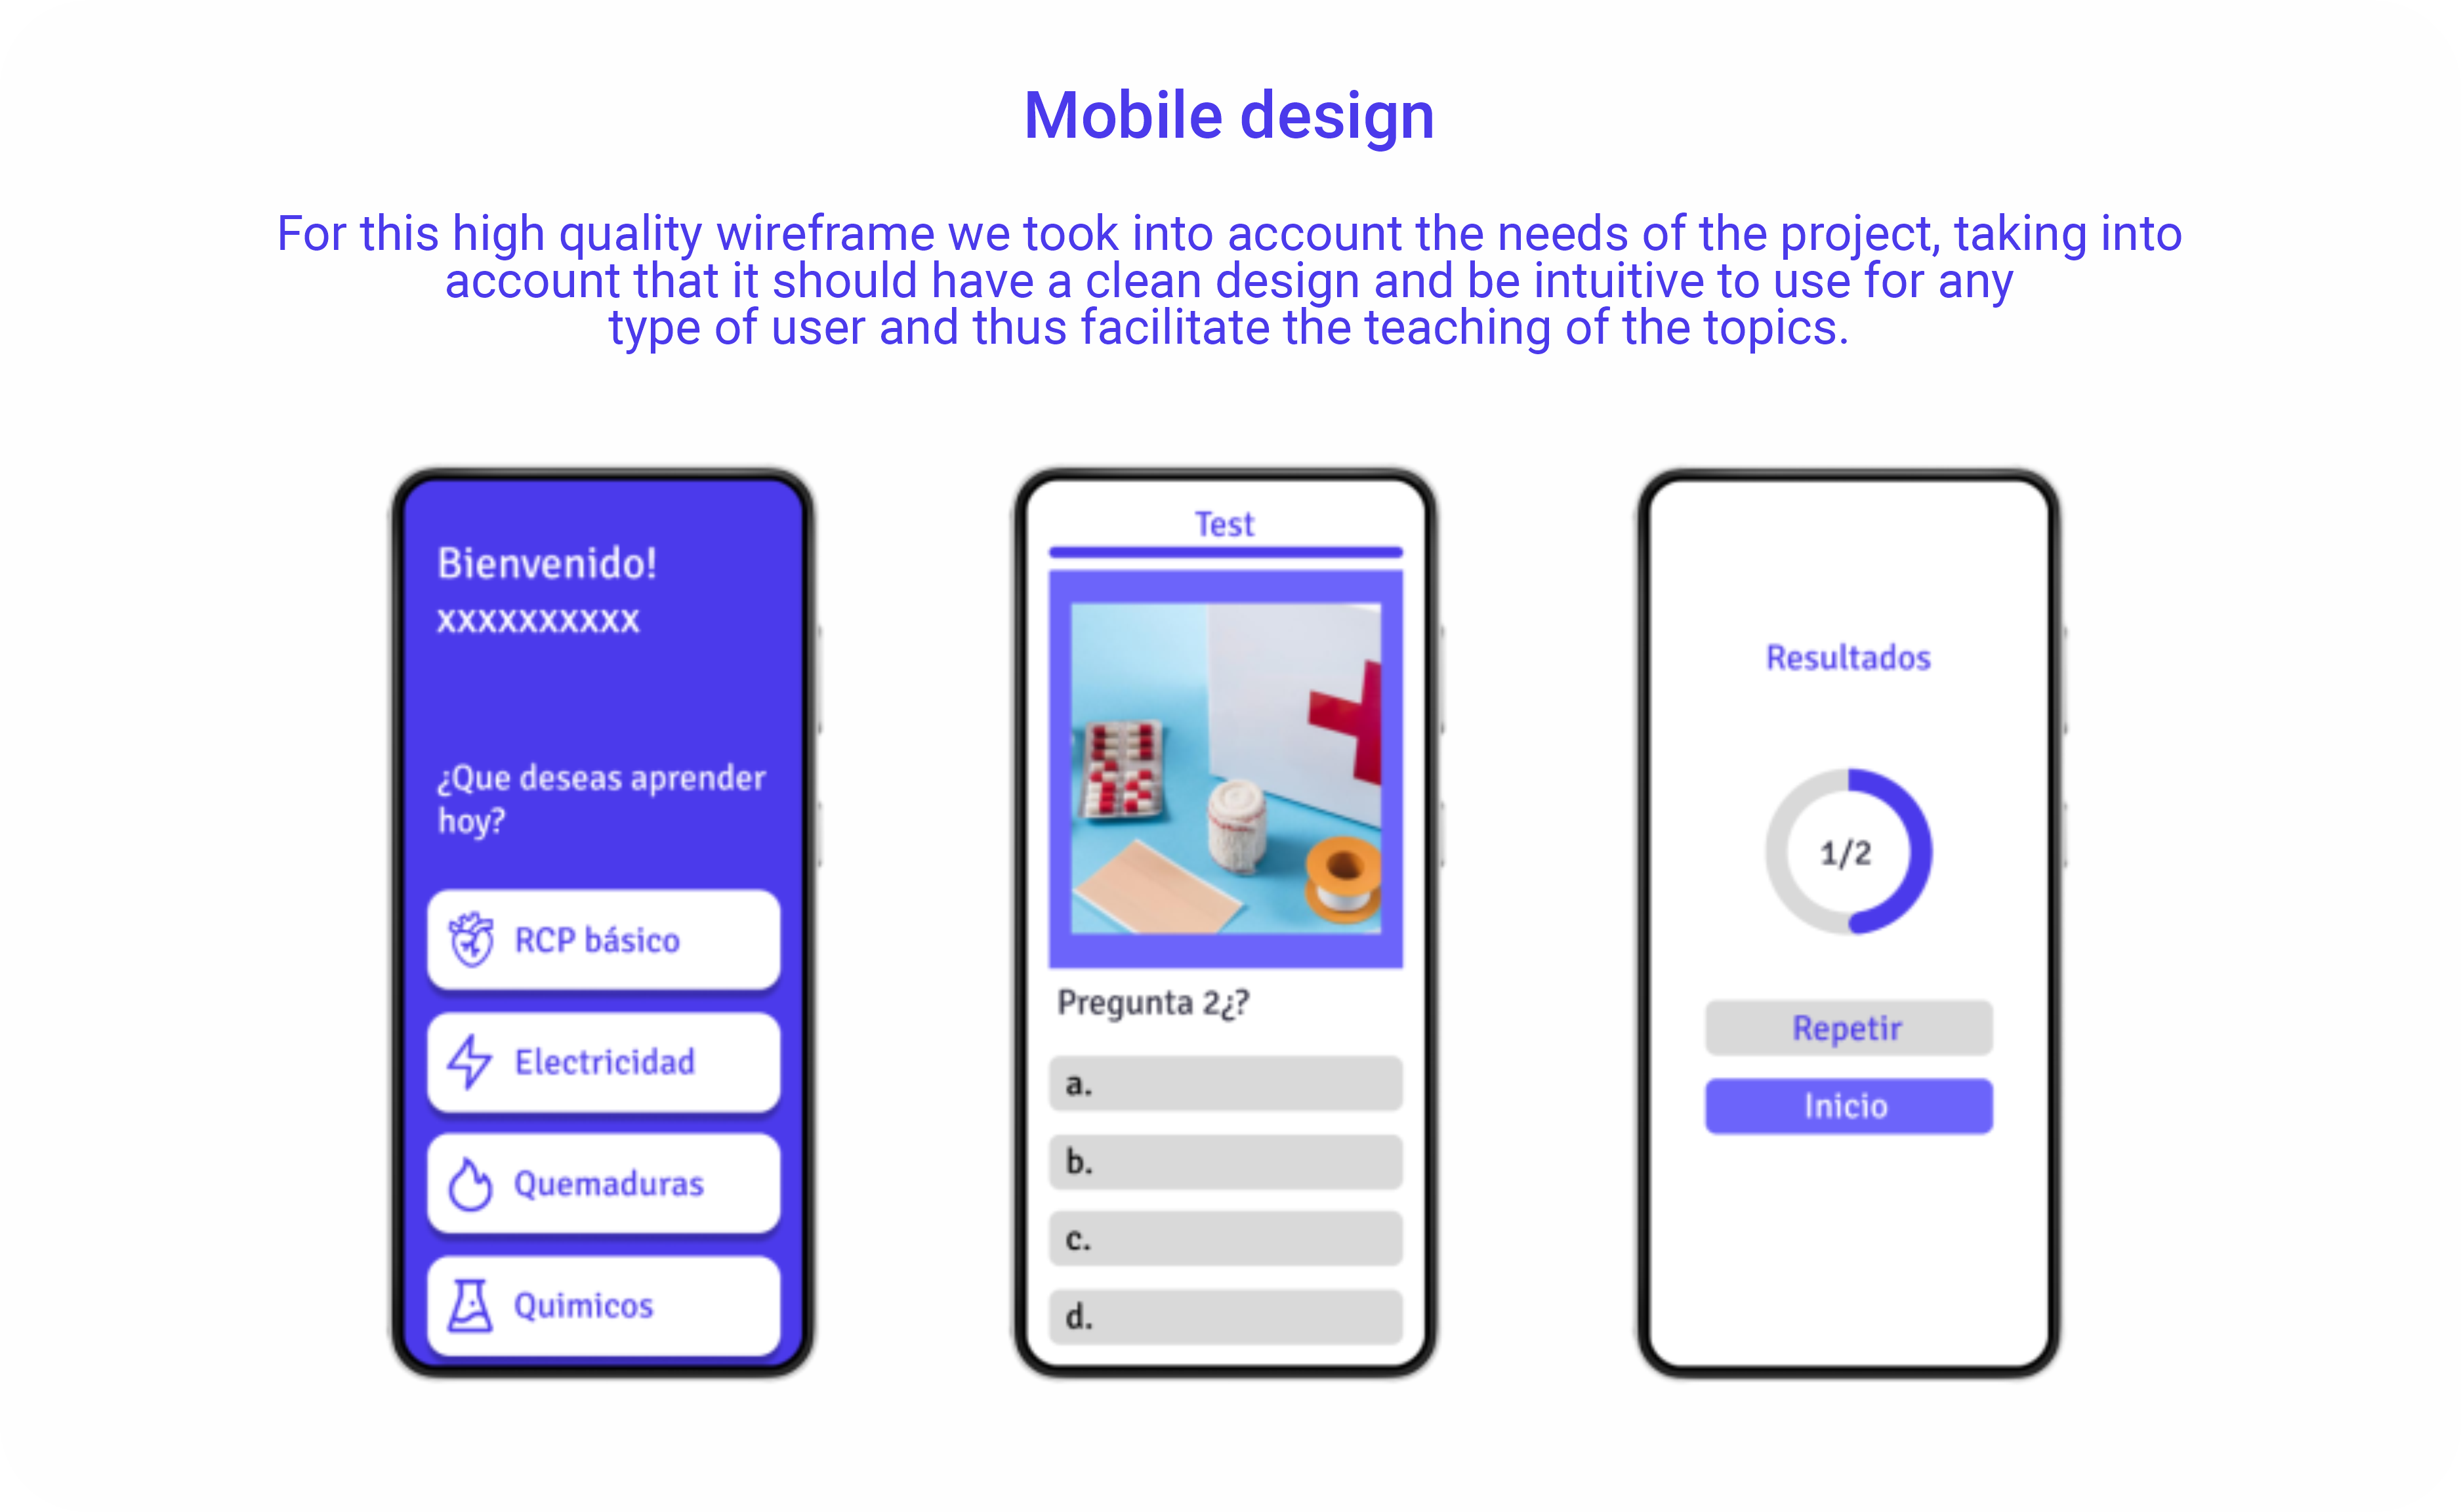 Mobile design
For this high quality wireframe we took into account the needs of the project, taking into
account that it should have a clean design and be intuitive to use for any
type of user and thus facilitate the teaching of the topics.
Bienvenido!
xxxxxxxxxx
¿Que deseas aprender
hoy?
RCP básico
Electricidad
Quemaduras
Quimicos
Test
Pregunta 2¿?
a.
b.
c.
d.
Resultados
1/2
Repetir
Inicio